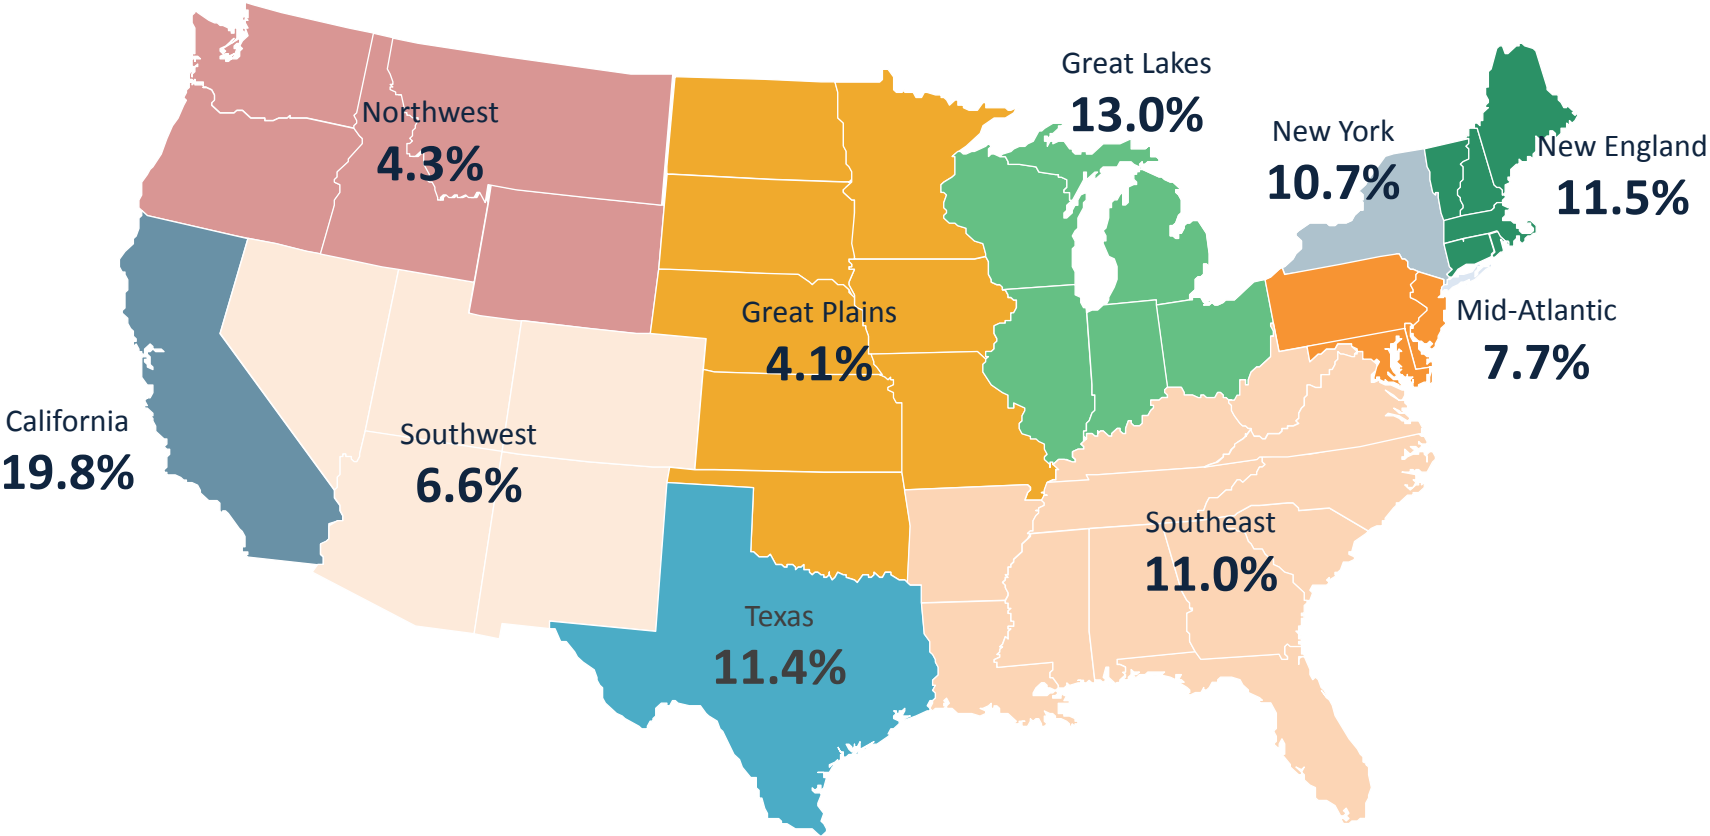 Great Lakes
13.0%
Northwest
4.3%
New York
10.7%
New England
11.5%
Great Plains
4.1%
Mid-Atlantic
7.7%
California
19.8%
Southwest
6.6%
Southeast
11.0%
Texas
11.4%